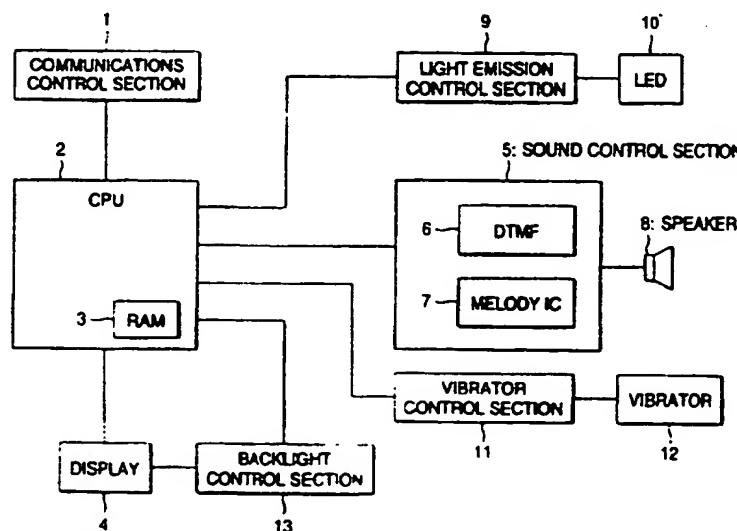 1
COMMUNICATIONS
CONTROL SECTION
9
LIGHT EMISSION
CONTROL SECTION
10
LED
2
CPU
3
RAM
5: SOUND CONTROL SECTION
6
DTMF
7
MELODY IC
8: SPEAKER
VIBRATOR
CONTROL SECTION
11
VIBRATOR
12
DISPLAY
4
BACKLIGHT
CONTROL SECTION
13